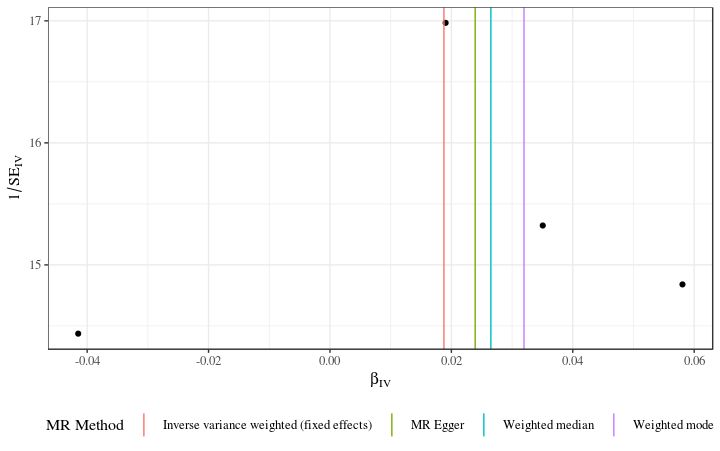 17
16
15
1/SE_IV
-0.04 -0.02 0.00 0.02 0.04 0.06
β_IV
MR Method Inverse variance weighted (fixed effects) MR Egger Weighted median Weighted mode